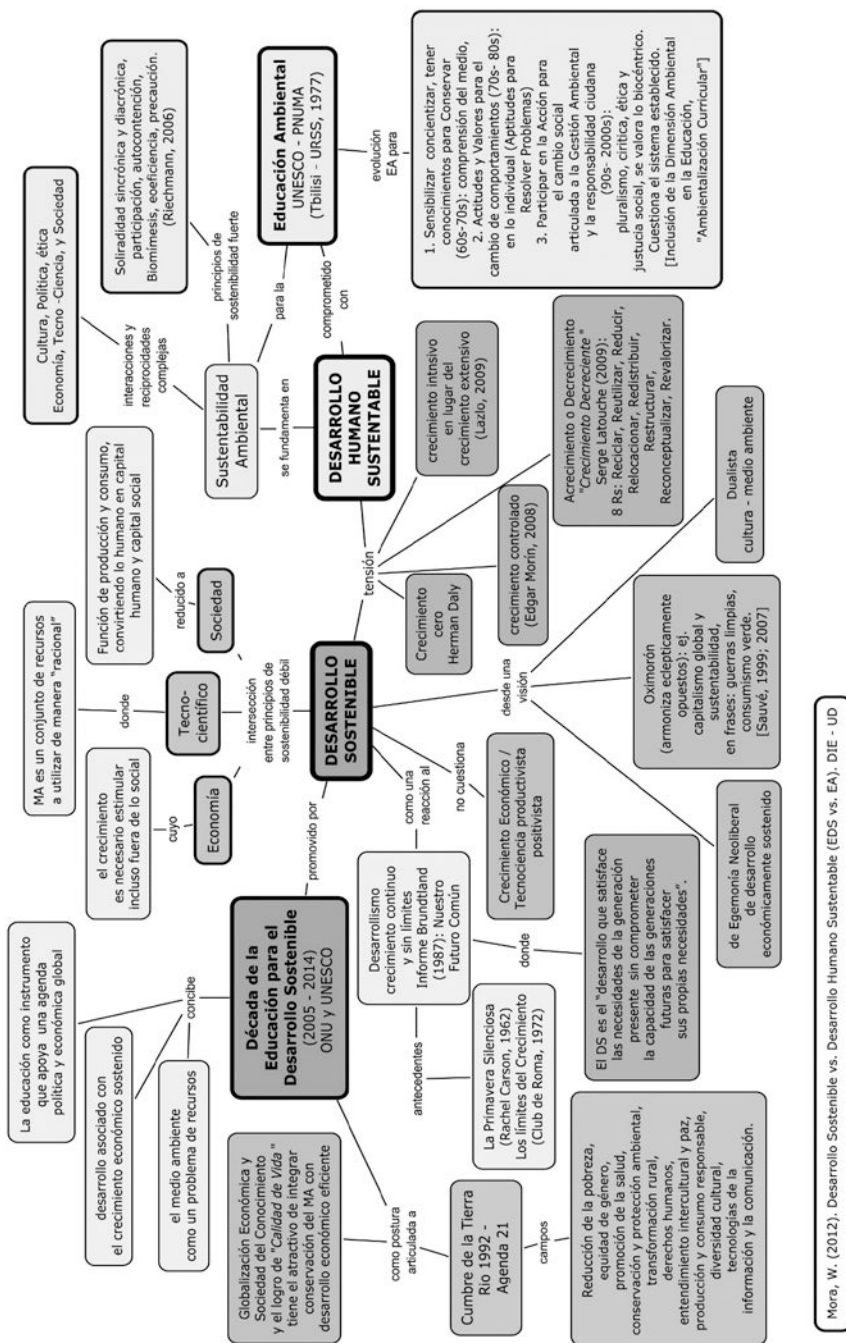 La educación como instrumento
que apoya una agenda
política y económica global
desarrollo asociado con
el crecimiento económico sostenido
el medio ambiente
como un problema de recursos
concibe
Década de la
Educación para el
Desarrollo Sostenible
(2005 - 2014)
ONU y UNESCO
Globalización Económica y
Sociedad del Conocimiento
y el logro de "Calidad de Vida"
tiene el atractivo de integrar
conservación del MA con
desarrollo económico eficiente
como postura
articulada a
Cumbre de la Tierra
Rio 1992 -
Agenda 21
campos
Reducción de la pobreza,
equidad de género,
promoción de la salud,
conservación y protección ambiental,
transformación rural,
derechos humanos,
entendimiento intercultural y paz,
producción y consumo responsable,
diversidad cultural,
tecnologías de la
información y la comunicación.
promovido por
el crecimiento
es necesario estimular
incluso fuera de lo social
cuyo
Economía
MA es un conjunto de recursos
a utilizar de manera "racional"
donde
Tecno-
científico
Función de producción y consumo,
convirtiendo lo humano en capital
humano y capital social
reducido a
Sociedad
intersección
entre principios de
sostenibilidad débil
DESARROLLO
SOSTENIBLE
como una
reacción al
Desarrollismo
crecimiento continuo
y sin límites
Informe Brundtland
(1987): Nuestro
Futuro Común
antecedentes
La Primavera Silenciosa
(Rachel Carson, 1962)
Los límites del Crecimiento
(Club de Roma, 1972)
donde
El DS es el "desarrollo que satisface
las necesidades de la generación
presente sin comprometer
la capacidad de las generaciones
futuras para satisfacer
sus propias necesidades".
no cuestiona
Crecimiento Económico /
Tecnociencia productivista
positivista
desde una
visión
de Egemonía Neoliberal
de desarrollo
económicamente sostenido
Oximorón
(armoniza eclepticamente
opuestos): ej.
capitalismo global y
sustentabilidad,
en frases: guerras limpias,
consumismo verde.
[Sauvé, 1999; 2007]
Dualista
cultura - medio ambiente
tensión
Crecimiento
cero
Herman Daly
crecimiento controlado
(Edgar Morín, 2008)
Acrecimiento o Decrecimiento
"Crecimiento Decreciente "
Serge Latouche (2009):
8 Rs: Reciclar, Reutilizar, Reducir,
Relocacionar, Redistribuir,
Restructurar,
Reconceptualizar, Revalorizar.
crecimiento intnsivo
en lugar del
crecimiento extensivo
(Lazlo, 2009)
DESARROLLO
HUMANO
SUSTENTABLE
se fundamenta en
Sustentabilidad
Ambiental
interacciones y
reciprocidades
complejas
Cultura, Política, ética
Economía, Tecno -Ciencia, y Sociedad
principios de
sostenibilidad fuerte
Soliradidad sincrónica y diacrónica,
participación, autocontención,
Biomímesis, eoeficiencia, precaución.
(Riechmann, 2006)
para la
comprometido
con
Educación Ambiental
UNESCO - PNUMA
(Tbilisi - URSS, 1977)
evolución
EA para
1. Sensibilizar concientizar, tener
conocimientos para Conservar
(60s-70s): comprensión del medio,
2. Actitudes y Valores para el
cambio de comportamientos (70s- 80s):
en lo individual (Aptitudes para
Resolver Problemas)
3. Participar en la Acción para
el cambio social
articulada a la Gestión Ambiental
y la responsabilidad ciudana
(90s- 2000s):
pluralismo, ciritica, ética y
justucia social, se valora lo biocéntrico.
Cuestiona el sistema establecido.
[Inclusión de la Dimensión Ambiental
en la Educación,
"Ambientalización Curricular"]
Mora, W. (2012). Desarrollo Sostenible vs. Desarrollo Humano Sustentable (EDS vs. EA). DIE - UD